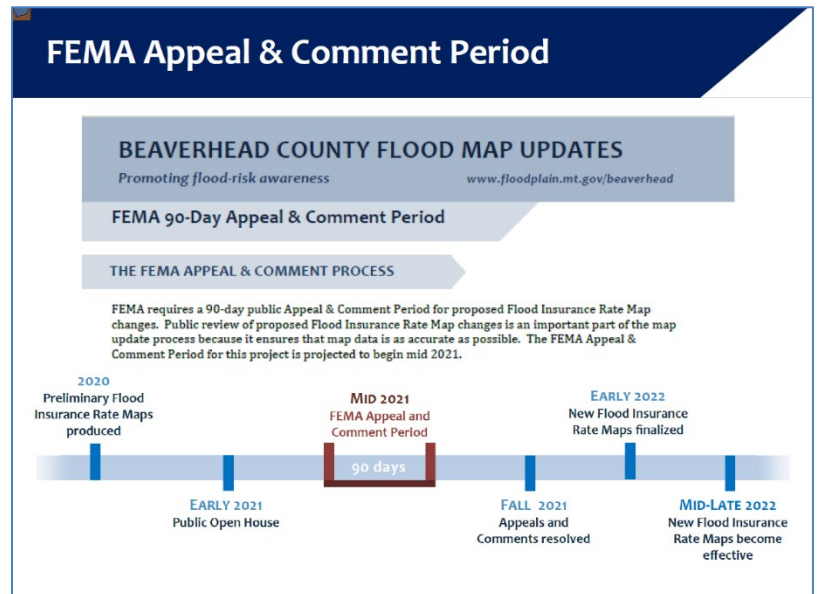 FEMA Appeal & Comment Period
BEAVERHEAD COUNTY FLOOD MAP UPDATES
Promoting flood-risk awareness
www.floodplain.mt.gov/beaverhead
FEMA 90-Day Appeal & Comment Period
THE FEMA APPEAL & COMMENT PROCESS
FEMA requires a 90-day public Appeal & Comment Period for proposed Flood Insurance Rate Map
changes. Public review of proposed Flood Insurance Rate Map changes is an important part of the map
update process because it ensures that map data is as accurate as possible. The FEMA Appeal &
Comment Period for this project is projected to begin mid 2021.
2020
Preliminary Flood
Insurance Rate Maps
produced
EARLY 2021
Public Open House
MID 2021
FEMA Appeal and
Comment Period
90 days
FALL 2021
Appeals and
Comments resolved
EARLY 2022
New Flood Insurance
Rate Maps finalized
MID-LATE 2022
New Flood Insurance
Rate Maps become
effective